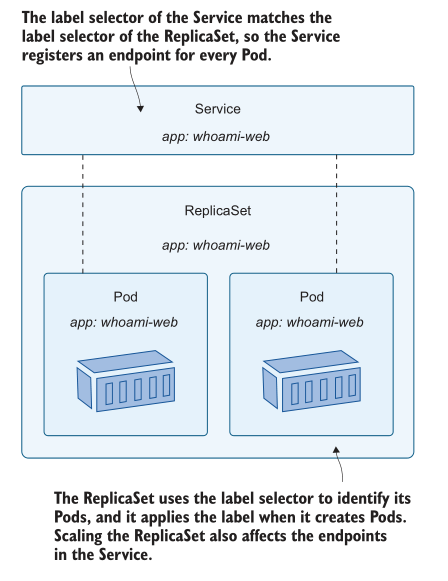 The label selector of the Service matches the
label selector of the ReplicaSet, so the Service
registers an endpoint for every Pod.
Service
app: whoami-web
ReplicaSet
app: whoami-web
Pod
app: whoami-web
Pod
app: whoami-web
The ReplicaSet uses the label selector to identify its
Pods, and it applies the label when it creates Pods.
Scaling the ReplicaSet also affects the endpoints
in the Service.